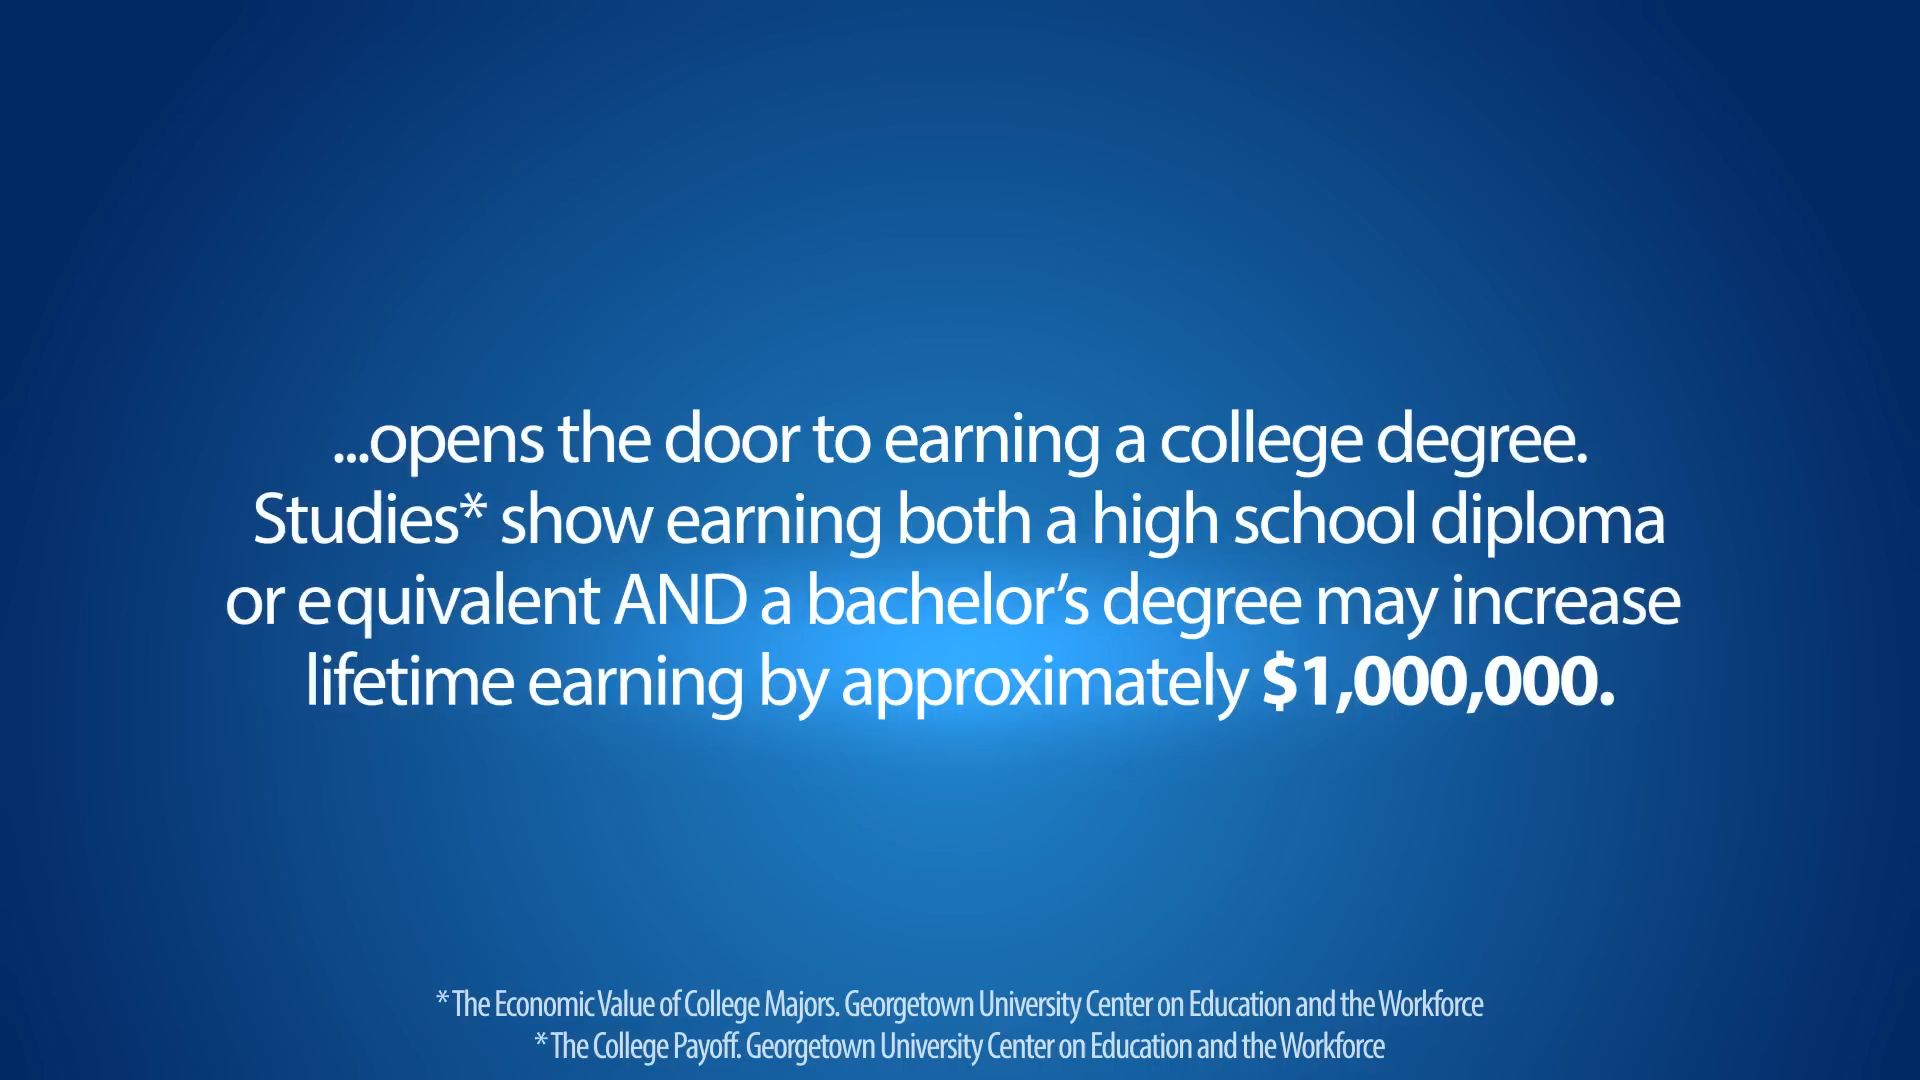 ...opens the door to earning a college degree.
Studies* show earning both a high school diploma
or equivalent AND a bachelor’s degree may increase
lifetime earning by approximately $1,000,000.
* The Economic Value of College Majors. Georgetown University Center on Education and the Workforce
* The College Payoff. Georgetown University Center on Education and the Workforce